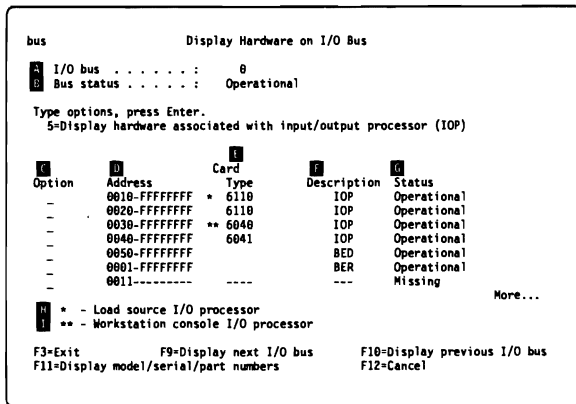 bus Display Hardware on I/O Bus
A I/O bus . . . . . . : 0
B Bus status . . . . . : Operational
Type options, press Enter.
5=Display hardware associated with input/output processor (IOP)
E
C D Card F G
Option Address Type Description Status
_ 0010-FFFFFFFF * 6110 IOP Operational
_ 0020-FFFFFFFF 6110 IOP Operational
_ 0030-FFFFFFFF ** 6040 IOP Operational
_ 0040-FFFFFFFF 6041 IOP Operational
_ 0050-FFFFFFFF BED Operational
_ 0001-FFFFFFFF BER Operational
_ 0011--------- ---- --- Missing
More...
H * - Load source I/O processor
I ** - Workstation console I/O processor
F3=Exit F9=Display next I/O bus F10=Display previous I/O bus
F11=Display model/serial/part numbers F12=Cancel